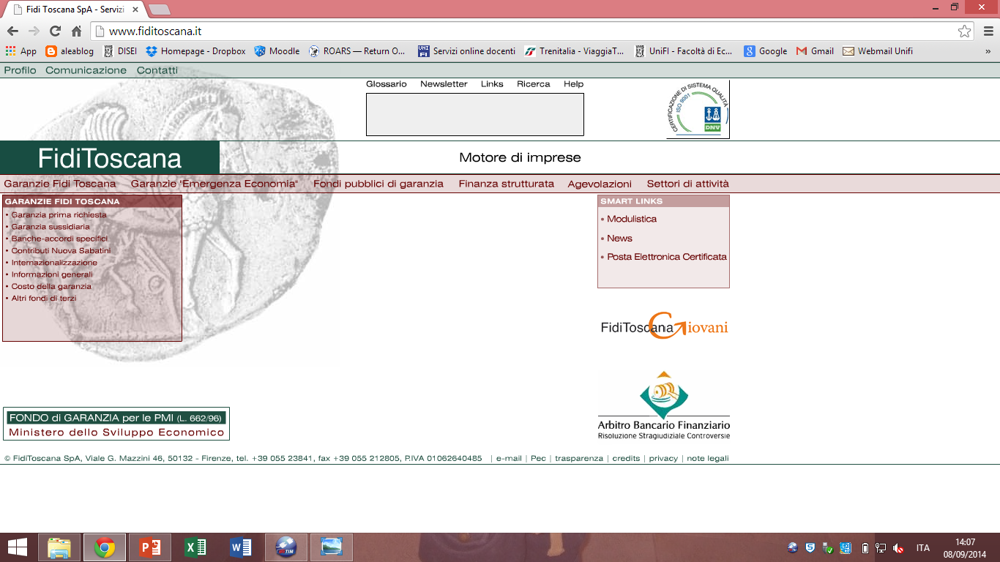 Fidi Toscana SpA - Servizi
www.fiditoscana.it
App aleablog DISEI Homepage - Dropbox Moodle ROARS — Return O... UNI FI Servizi online docenti Trenitalia - ViaggiaT... UniFI - Facoltà di Ec... Google Gmail Webmail Unifi »
Profilo Comunicazione Contatti
Glossario Newsletter Links Ricerca Help
CERTIFICAZIONE DI SISTEMA QUALITÀ
ISO 9001
DNV
FidiToscana
Motore di imprese
Garanzie Fidi Toscana Garanzie "Emergenza Economia" Fondi pubblici di garanzia Finanza strutturata Agevolazioni Settori di attività
GARANZIE FIDI TOSCANA
• Garanzia prima richiesta
• Garanzia sussidiaria
• Banche-accordi specifici
• Contributi Nuova Sabatini
• Internazionalizzazione
• Informazioni generali
• Costo della garanzia
• Altri fondi di terzi
SMART LINKS
• Modulistica
• News
• Posta Elettronica Certificata
FidiToscana Giovani
Arbitro Bancario Finanziario
Risoluzione Stragiudiziale Controversie
FONDO di GARANZIA per le PMI (L. 662/96)
Ministero dello Sviluppo Economico
© FidiToscana SpA, Viale G. Mazzini 46, 50132 - Firenze, tel. +39 055 23841, fax +39 055 212805, P.IVA 01062640485 | e-mail | Pec | trasparenza | credits | privacy | note legali
TIM
ITA
14:07
08/09/2014